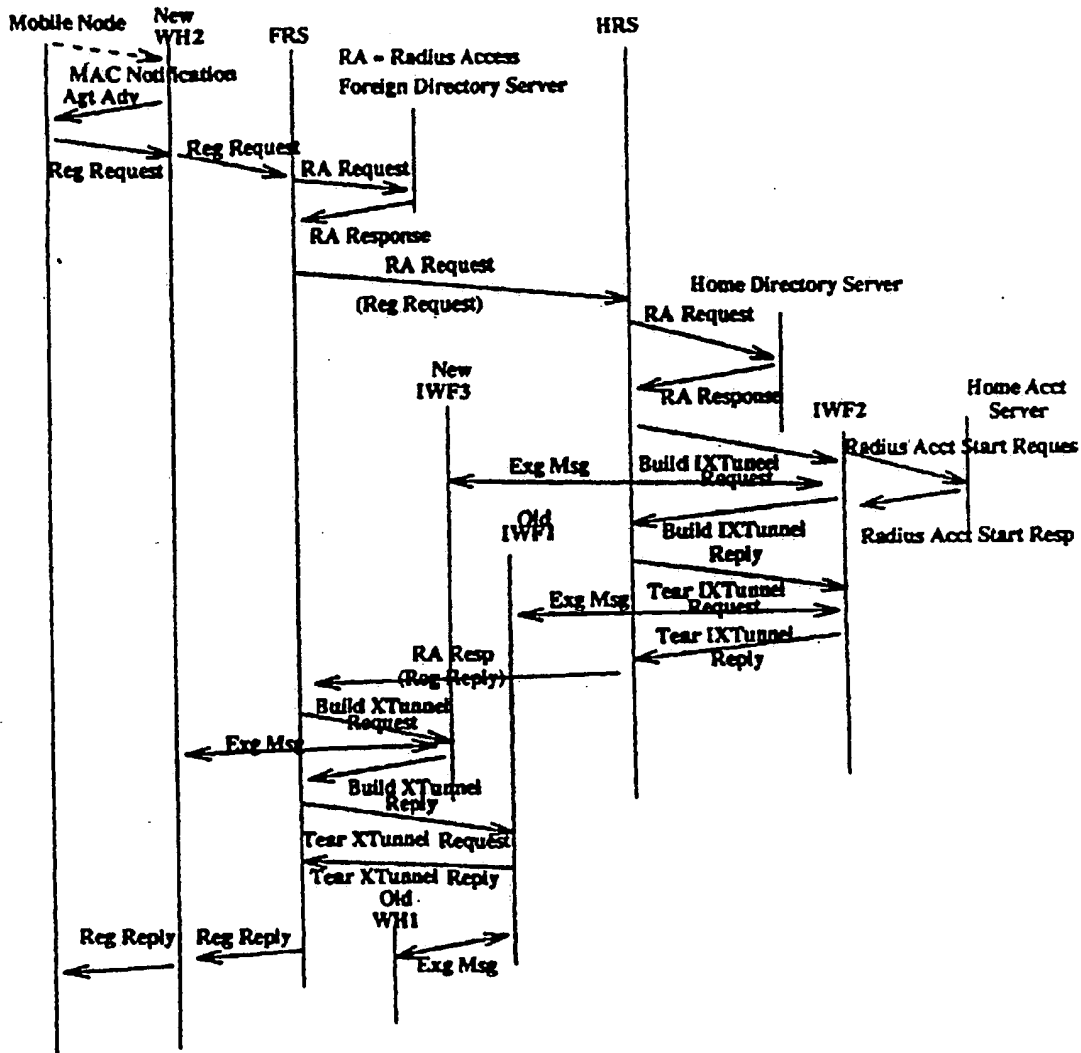 Mobile Node
New
WH2
FRS
HRS
RA - Radius Access
Foreign Directory Server
MAC Notification
Agt Adv
Reg Request
Reg Request
RA Request
RA Response
RA Request
(Reg Request)
Home Directory Server
RA Request
RA Response
New
IWF3
IWF2
Home Acct
Server
Radius Acct Start Reques
Exg Msg
Build IXTunnel
Request
Build IXTunnel
Reply
Radius Acct Start Resp
Old
IWF1
Exg Msg
Tear IXTunnel
Request
Tear IXTunnel
Reply
RA Resp
(Reg Reply)
Build XTunnel
Request
Exg Msg
Build XTunnel
Reply
Tear XTunnel Request
Tear XTunnel Reply
Old
WH1
Reg Reply
Reg Reply
Exg Msg